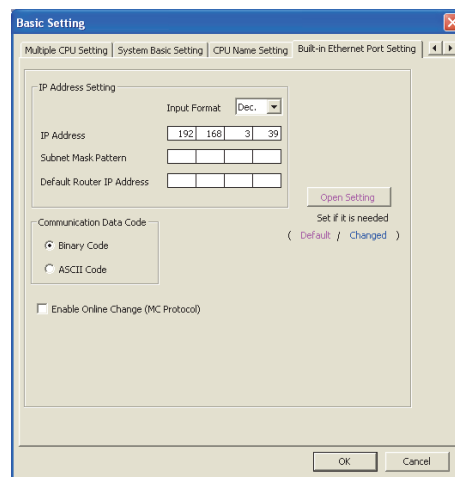 Basic Setting
Multiple CPU Setting System Basic Setting CPU Name Setting Built-in Ethernet Port Setting
IP Address Setting
Input Format Dec.
IP Address 192 168 3 39
Subnet Mask Pattern
Default Router IP Address
Open Setting
Set if it is needed
( Default / Changed )
Communication Data Code
Binary Code
ASCII Code
Enable Online Change (MC Protocol)
OK Cancel